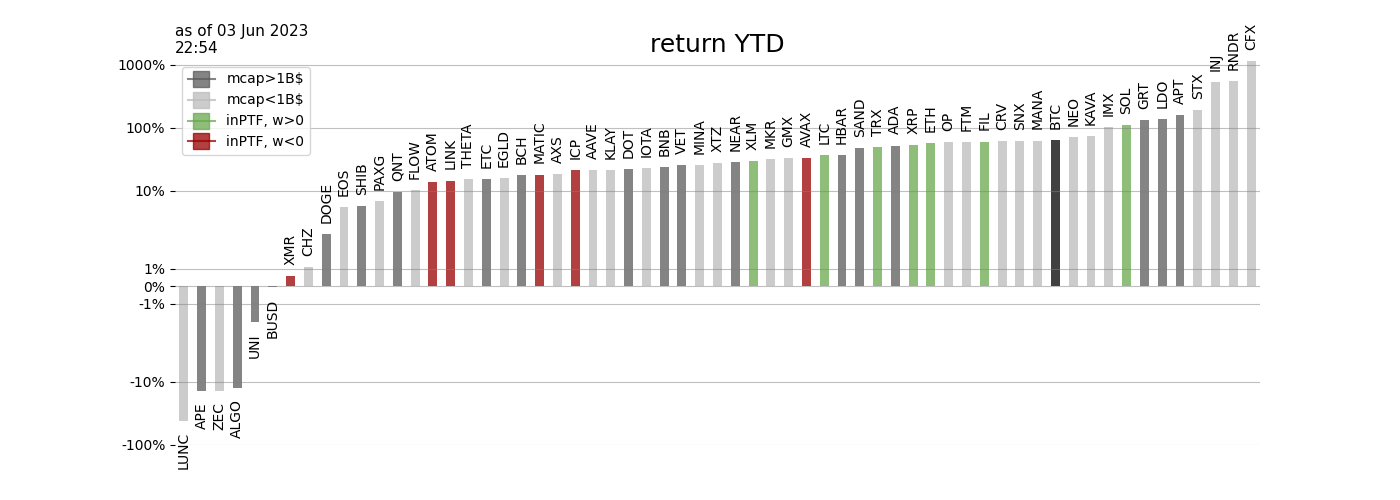 as of 03 Jun 2023
22:54
return YTD
1000%
100%
10%
1%
0%
-1%
-10%
-100%
mcap>1B$
mcap<1B$
inPTF, w>0
inPTF, w<0
LUNC
APE
ZEC
ALGO
UNI
BUSD
XMR
CHZ
DOGE
EOS
SHIB
PAXG
QNT
FLOW
ATOM
LINK
THETA
ETC
EGLD
BCH
MATIC
AXS
ICP
AAVE
KLAY
DOT
IOTA
BNB
VET
MINA
XTZ
NEAR
XLM
MKR
GMX
AVAX
LTC
HBAR
SAND
TRX
ADA
XRP
ETH
OP
FTM
FIL
CRV
SNX
MANA
BTC
NEO
KAVA
IMX
SOL
GRT
LDO
APT
STX
INJ
RNDR
CFX